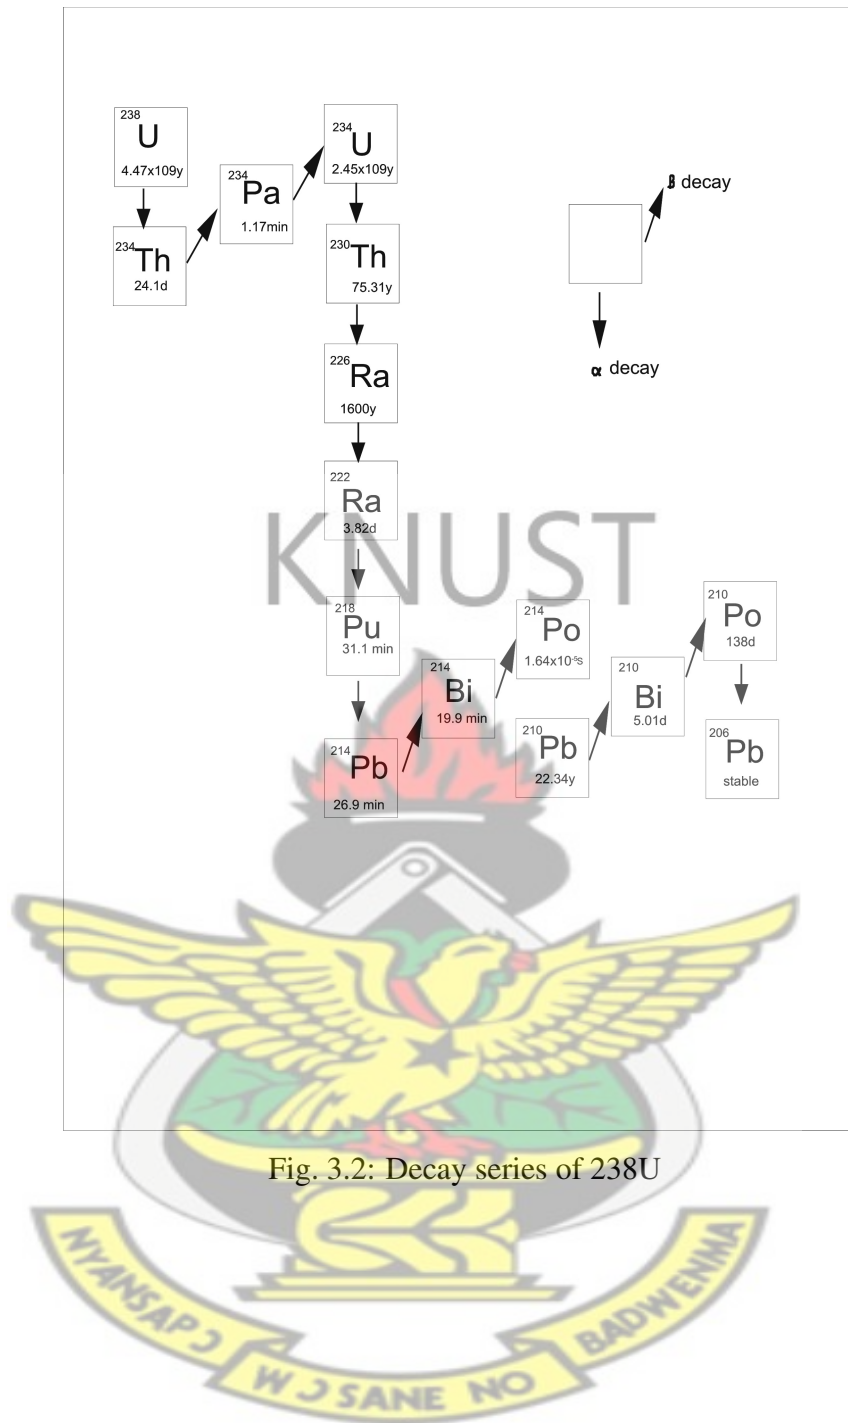 238
U
4.47x109y
234
Th
24.1d
234
Pa
1.17min
234
U
2.45x109y
230
Th
75.31y
226
Ra
1600y
222
Ra
3.82d
218
Pu
31.1 min
214
Pb
26.9 min
214
Bi
19.9 min
214
Po
1.64x10⁻⁵s
210
Pb
22.34y
210
Bi
5.01d
210
Po
138d
206
Pb
stable
β decay
α decay
KNUST
Fig. 3.2: Decay series of 238U
NYANSAPƆ
WƆSANE NO
BADWENMA